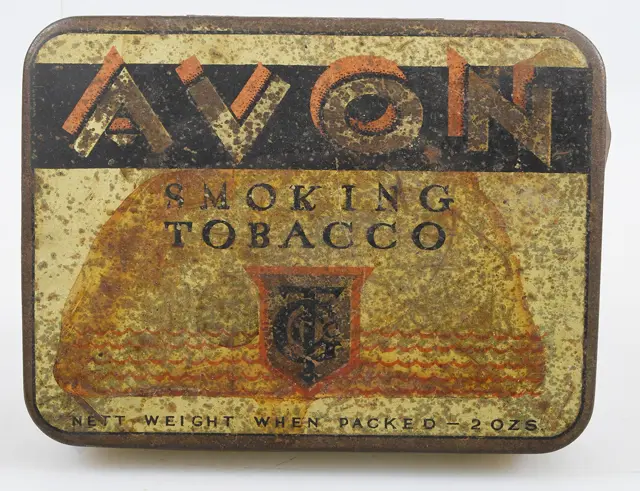 AVON
SMOKING
TOBACCO
NETT WEIGHT WHEN PACKED – 2 OZS